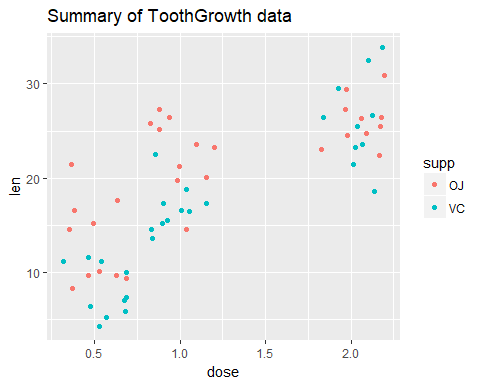 Summary of ToothGrowth data
30
20
10
len
0.5 1.0 1.5 2.0
dose
supp
OJ
VC